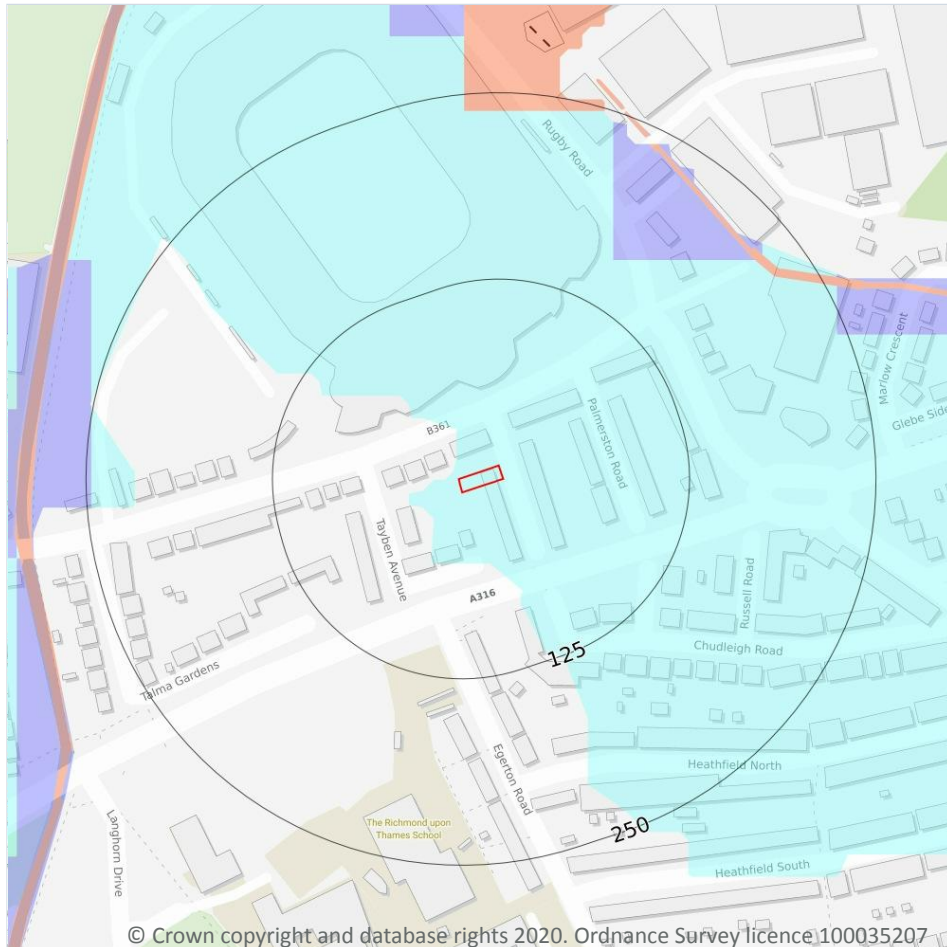 Rugby Road
Marlow Crescent
Glebe Side
B361
Palmerston Road
Tayben Avenue
A316
Russell Road
125
Chudleigh Road
Talma Gardens
Egerton Road
Heathfield North
Langhorn Drive
The Richmond upon
Thames School
250
Heathfield South
© Crown copyright and database rights 2020. Ordnance Survey licence 100035207